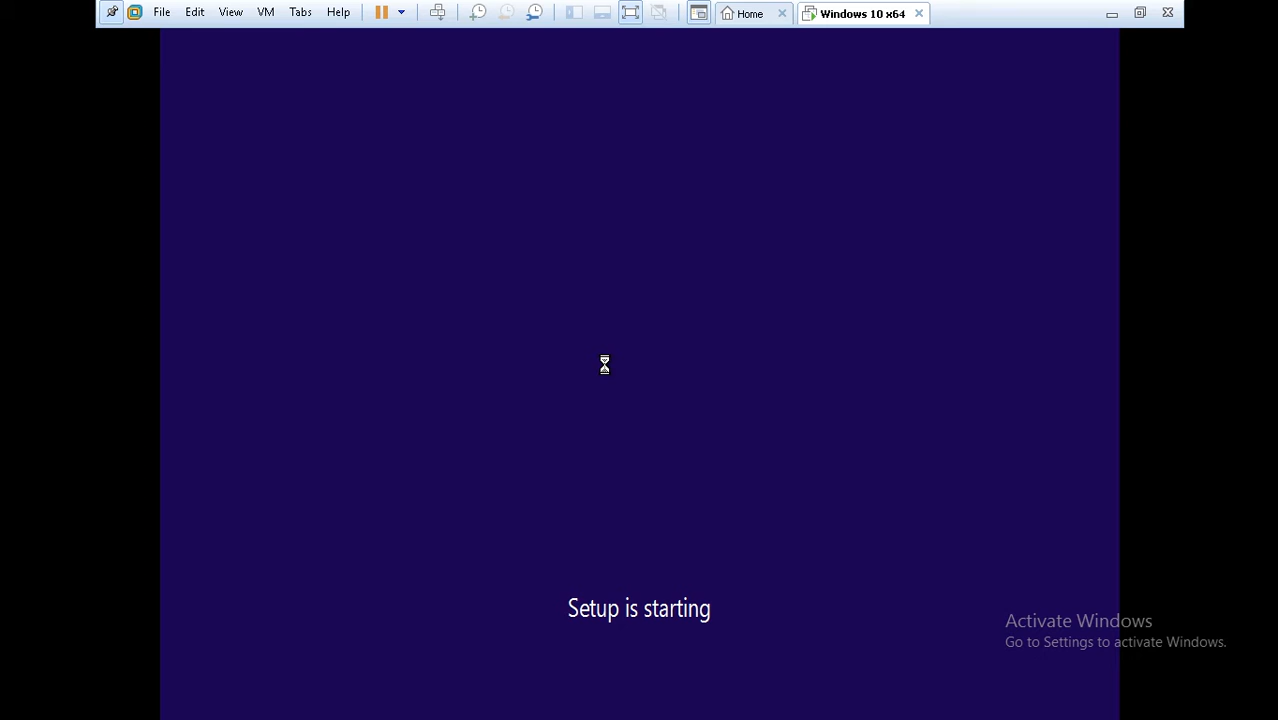 File Edit View VM Tabs Help Home Windows 10 x64
Setup is starting
Activate Windows
Go to Settings to activate Windows.